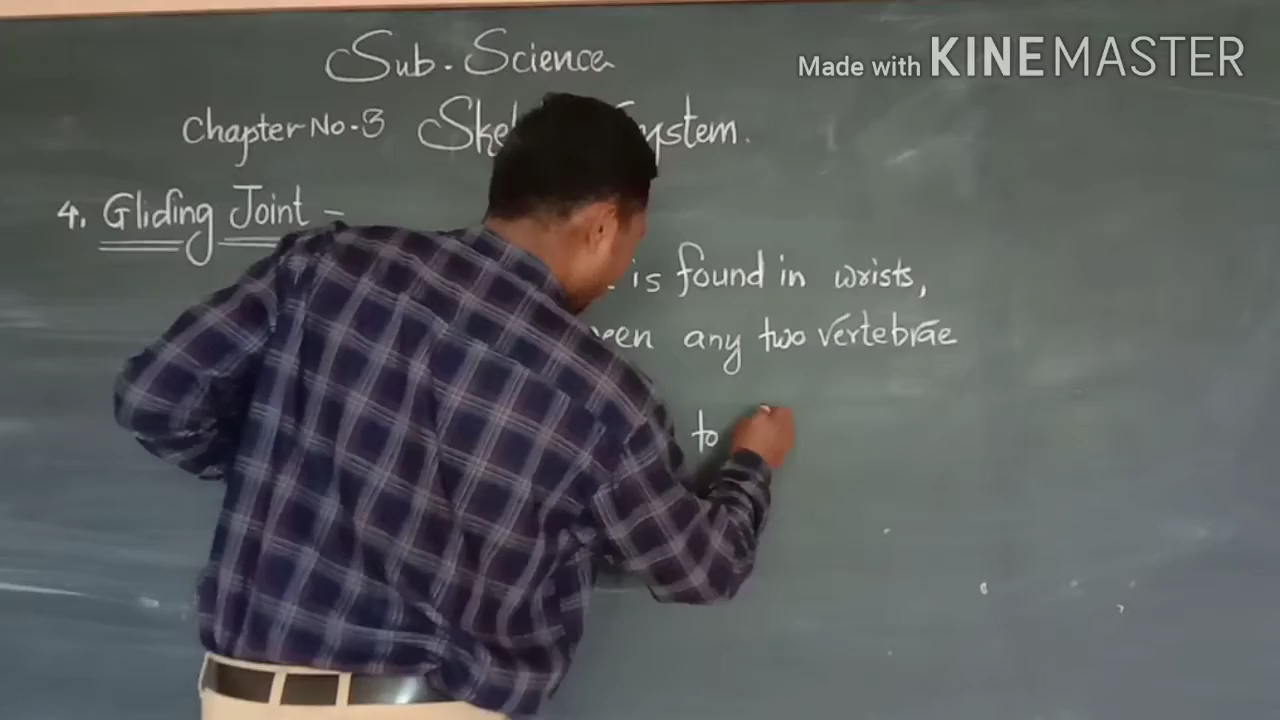 Sub. Science
Made with KINEMASTER
Chapter No. 3
4. Gliding Joint -
is found in wrists,
any two vertebrae
to